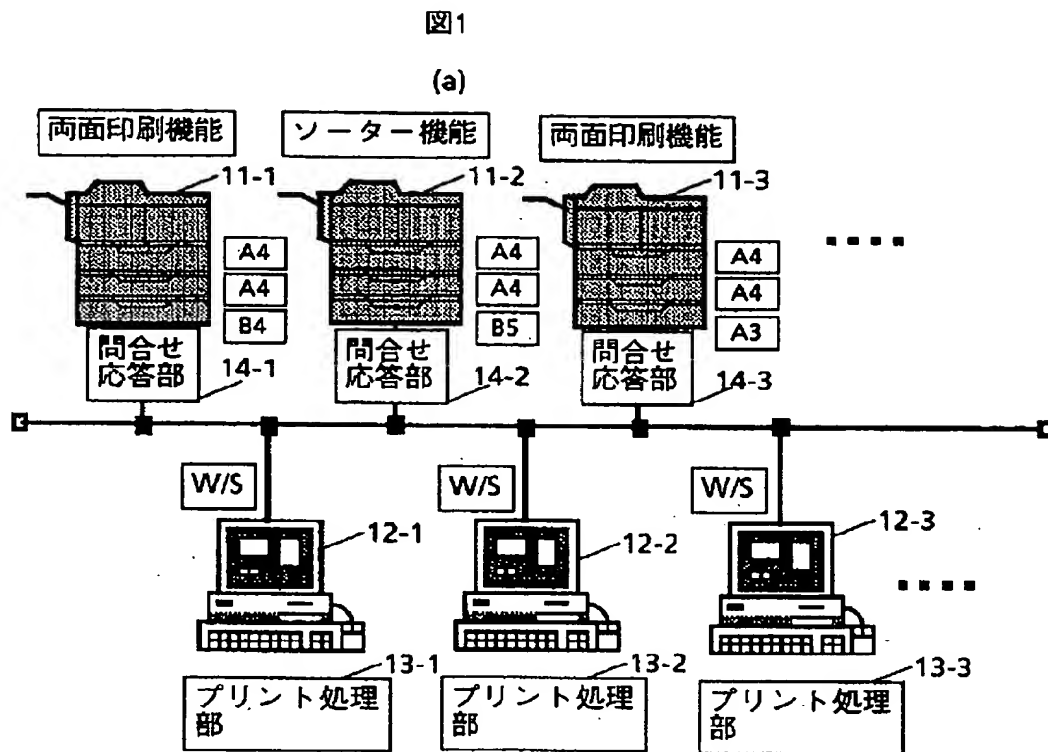 図1
(a)
両面印刷機能
ソーター機能
両面印刷機能
11-1
11-2
11-3
A4
A4
B4
A4
A4
B5
A4
A4
A3
問合せ
応答部
14-1
問合せ
応答部
14-2
問合せ
応答部
14-3
W/S
W/S
W/S
12-1
12-2
12-3
13-1
13-2
13-3
プリント処理
部
プリント処理
部
プリント処理
部